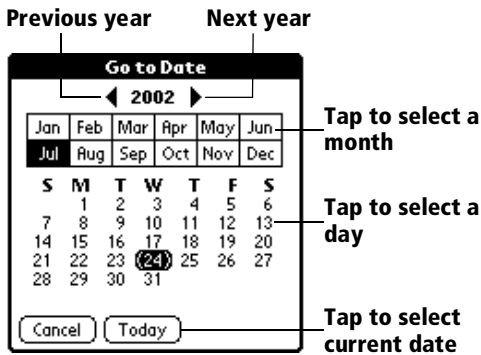 Previous year Next year
Go to Date
2002
Jan Feb Mar Apr May Jun
Jul Aug Sep Oct Nov Dec
Tap to select a
month
S M T W T F S
1 2 3 4 5 6
7 8 9 10 11 12 13
14 15 16 17 18 19 20
21 22 23 24 25 26 27
28 29 30 31
Tap to select a
day
Cancel Today
Tap to select
current date